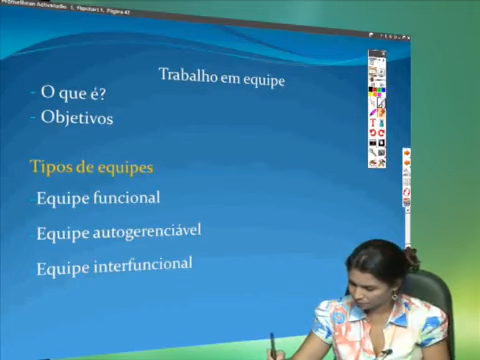 Trabalho em equipe
- O que é?
- Objetivos
Tipos de equipes
Equipe funcional
Equipe autogerenciável
Equipe interfuncional